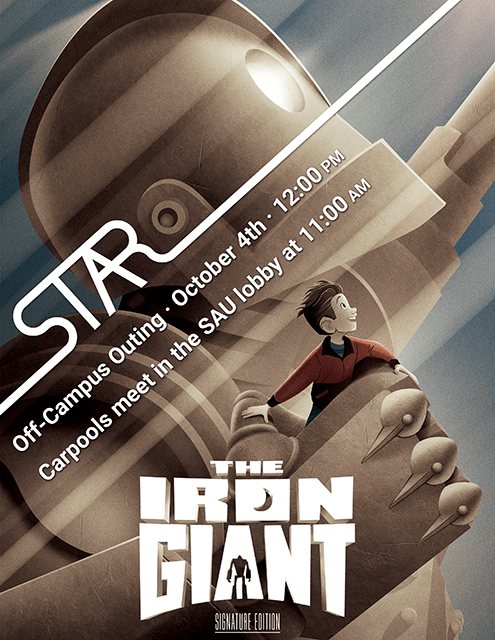 STAR
Off-Campus Outing · October 4th · 12:00 PM
Carpools meet in the SAU lobby at 11:00 AM
THE
IRON
GIANT
SIGNATURE EDITION